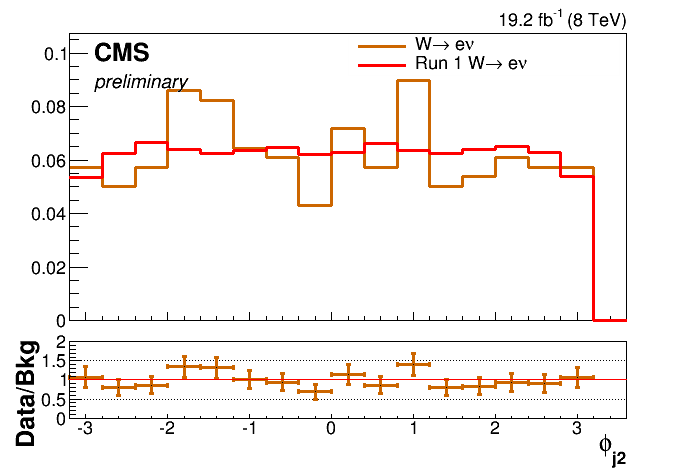 19.2 fb⁻¹ (8 TeV)
CMS
preliminary
W→ eν
Run 1 W→ eν
0.1
0.08
0.06
0.04
0.02
0
Data/Bkg
2
1.5
1
0.5
0
-3 -2 -1 0 1 2 3
ϕj2